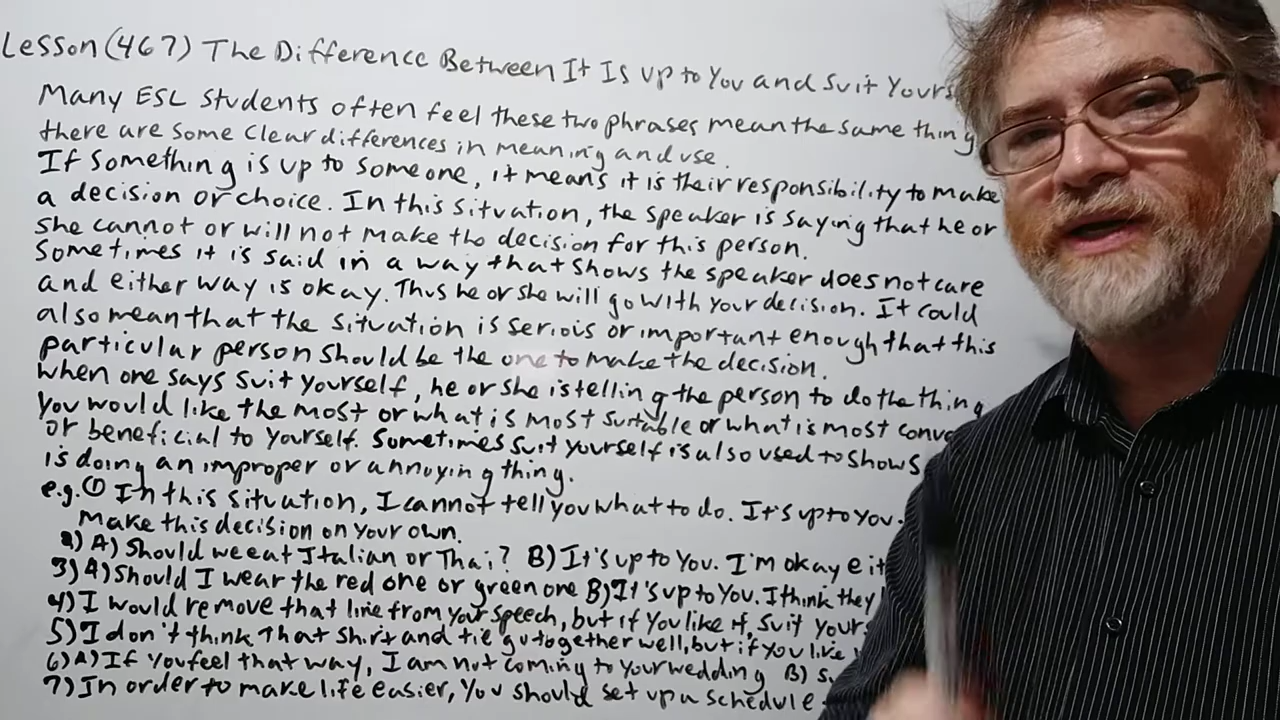 Lesson (467) The Difference Between It Is Up to You and Suit Yours
Many ESL students often feel these two phrases mean the same thing
there are some clear differences in meaning and use.
If something is up to someone, it means it is their responsibility to make
a decision or choice. In this situation, the speaker is saying that he or
she cannot or will not make the decision for this person.
Sometimes it is said in a way that shows the speaker does not care
and either way is okay. Thus he or she will go with your decision. It could
also mean that the situation is serious or important enough that this
particular person should be the one to make the decision.
When one says suit yourself, he or she is telling the person to do the thing
you would like the most or what is most suitable or what is most conv
or beneficial to yourself. Sometimes suit yourself is also used to shows
is doing an improper or annoying thing.
e.g. ① In this situation, I cannot tell you what to do. It's up to you.
Make this decision on your own.
2) A) Should we eat Italian or Thai? B) It's up to you. I'm okay eit
3) A) Should I wear the red one or green one B) It's up to you. I think they
4) I would remove that line from your speech, but if you like it, suit yours
5) I don't think that shirt and tie go together well, but if you like
6) A) If you feel that way, I am not coming to your wedding B) su
7) In order to make life easier, you should set up a schedule